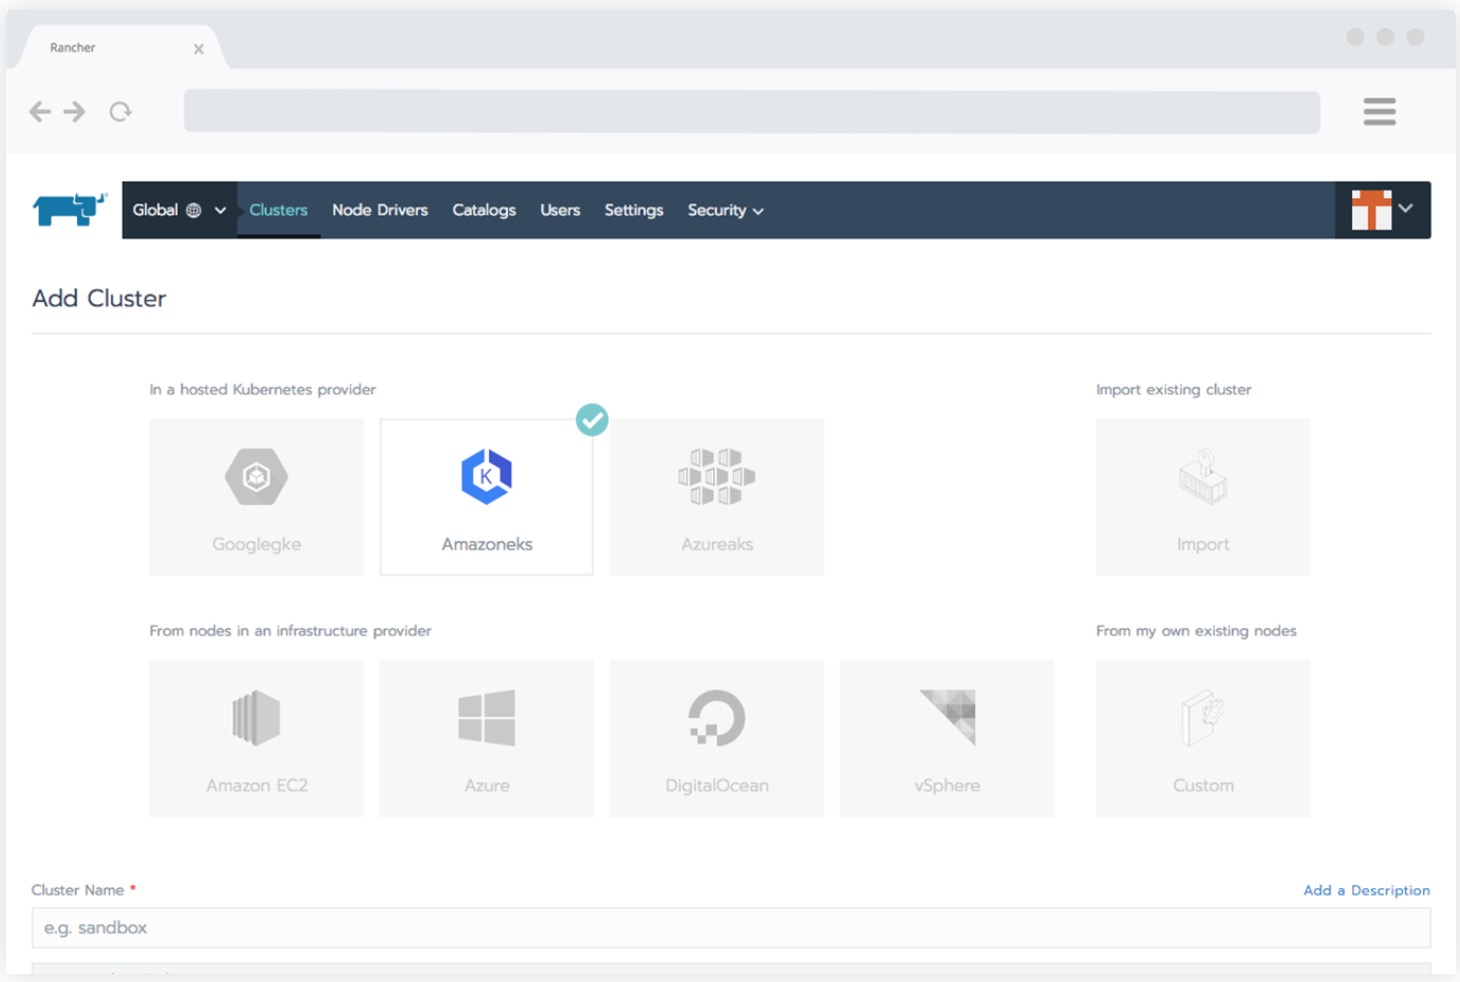 Rancher x
Global Clusters Node Drivers Catalogs Users Settings Security
Add Cluster
In a hosted Kubernetes provider
Googlegke
K
Amazoneks
Azureaks
Import existing cluster
Import
From nodes in an infrastructure provider
Amazon EC2
Azure
DigitalOcean
vSphere
From my own existing nodes
Custom
Cluster Name *
Add a Description
e.g. sandbox